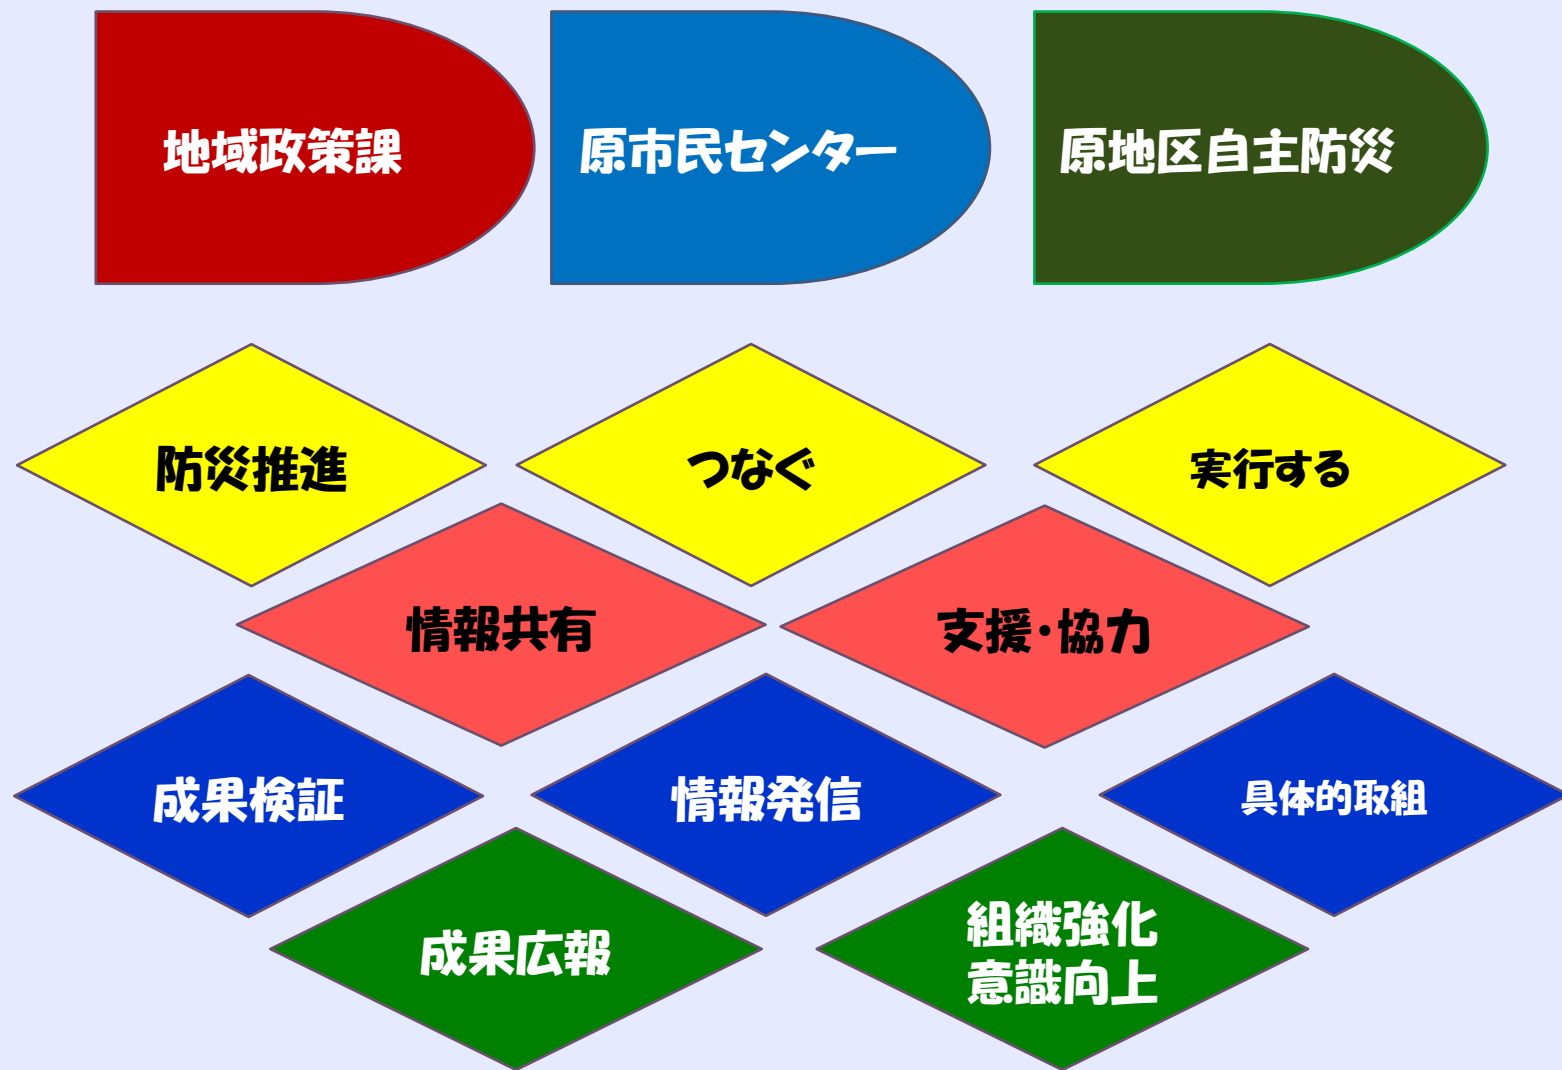 地域政策課
原市民センター
原地区自主防災
防災推進
つなぐ
実行する
情報共有
支援・協力
成果検証
情報発信
具体的取組
成果広報
組織強化
意識向上